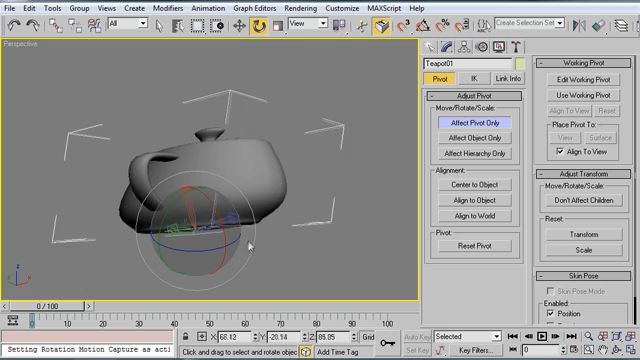 File Edit Tools Group Views Create Modifiers Animation Graph Editors Rendering Customize MAXScript Help
All
View
Create Selection Set
Perspective
Teapot01
Pivot IK Link Info
Adjust Pivot
Move/Rotate/Scale:
Affect Pivot Only
Affect Object Only
Affect Hierarchy Only
Alignment:
Center to Object
Align to Object
Align to World
Pivot:
Reset Pivot
Working Pivot
Edit Working Pivot
Use Working Pivot
Align To View Reset
Place Pivot To:
View Surface
Align To View
Adjust Transform
Move/Rotate/Scale:
Don't Affect Children
Reset:
Transform
Scale
Skin Pose
Skin Pose Mode
Enabled:
Position
z
x
0 / 100
0 10 20 30 40 50 60 70 80 90 100
X: 66.12 Y: -20.14 Z: 85.85 Grid
Auto Key Selected
Setting Rotation Motion Capture as acti
Click and drag to select and rotate objec Add Time Tag
Set Key Key Filters... 0